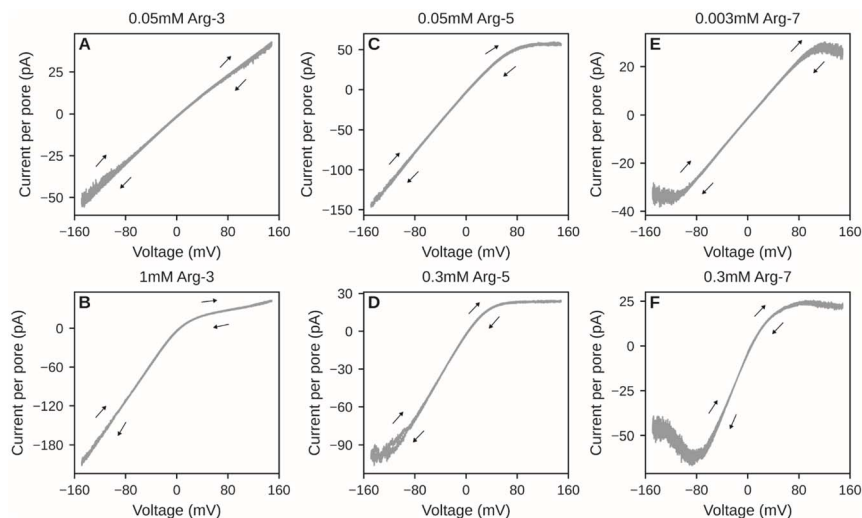 0.05mM Arg-3
A
Current per pore (pA)
25
0
−25
−50
−160 −80 0 80 160
Voltage (mV)
0.05mM Arg-5
C
Current per pore (pA)
50
0
−50
−100
−150
−160 −80 0 80 160
Voltage (mV)
0.003mM Arg-7
E
Current per pore (pA)
20
0
−20
−40
−160 −80 0 80 160
Voltage (mV)
1mM Arg-3
B
Current per pore (pA)
0
−60
−120
−180
−160 −80 0 80 160
Voltage (mV)
0.3mM Arg-5
D
Current per pore (pA)
30
0
−30
−60
−90
−160 −80 0 80 160
Voltage (mV)
0.3mM Arg-7
F
Current per pore (pA)
25
0
−25
−50
−160 −80 0 80 160
Voltage (mV)